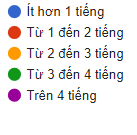 Ít hơn 1 tiếng
Từ 1 đến 2 tiếng
Từ 2 đến 3 tiếng
Từ 3 đến 4 tiếng
Trên 4 tiếng